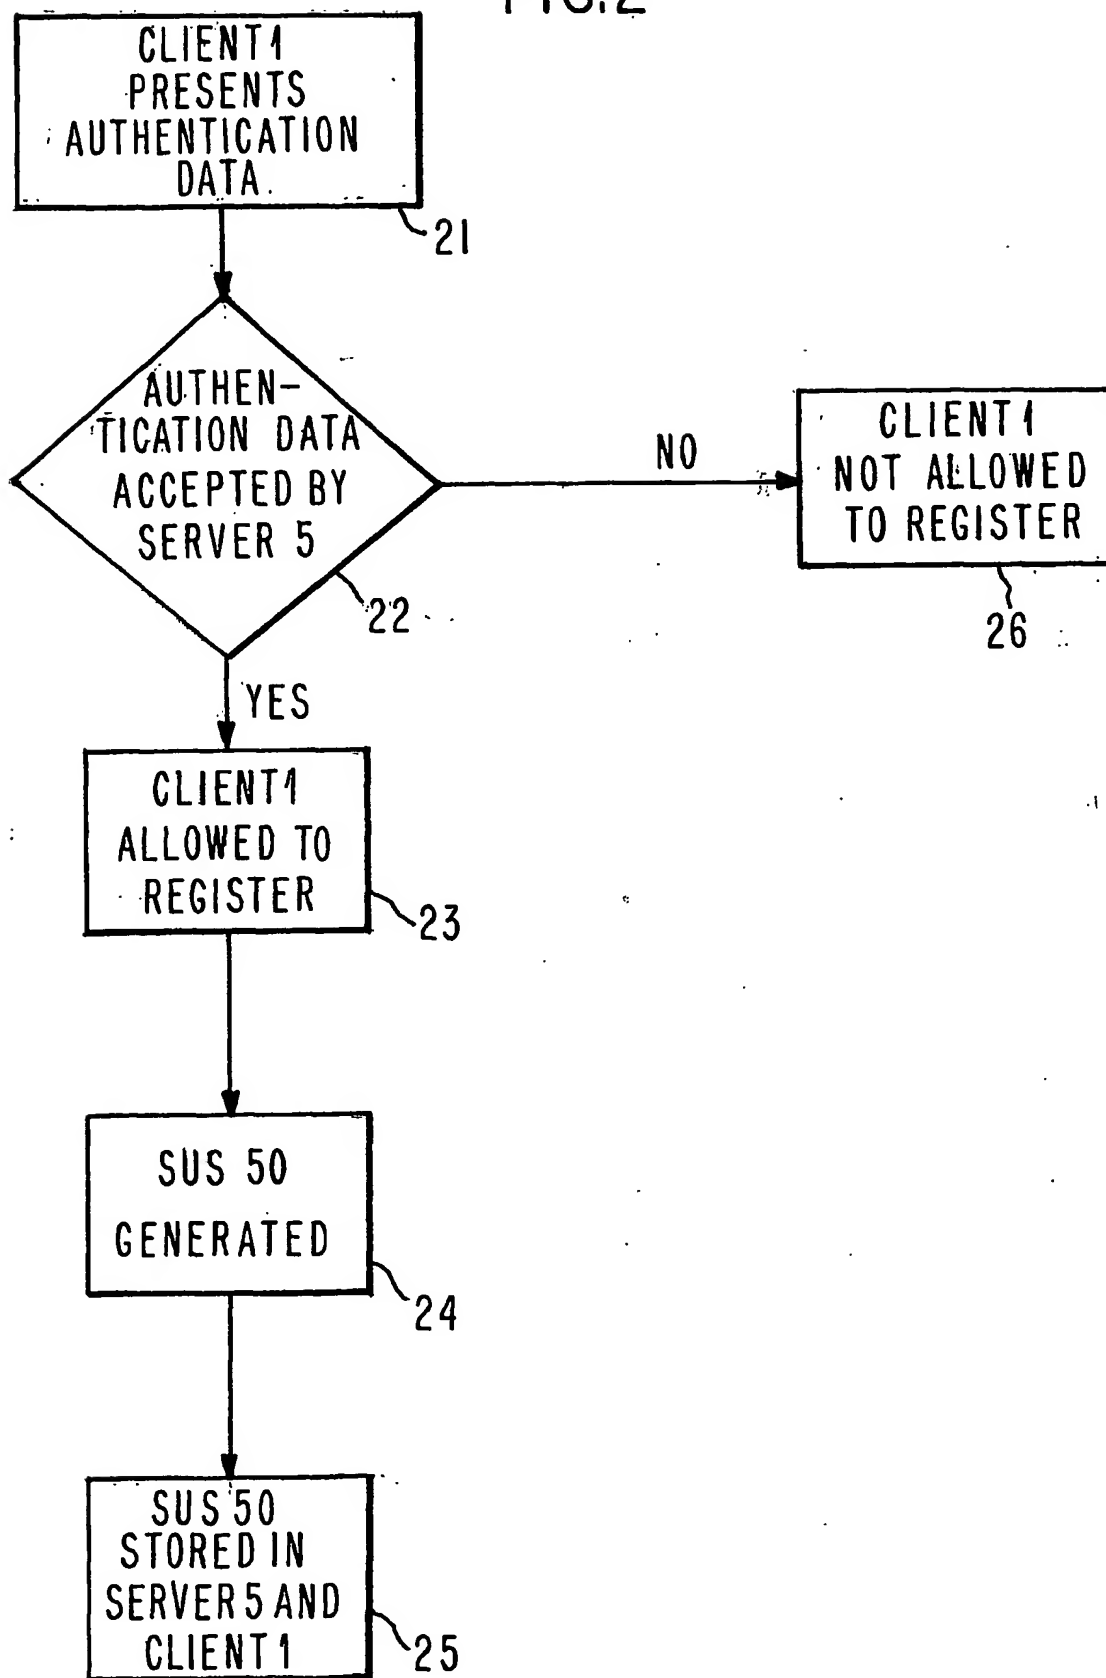 FIG.2
CLIENT 1
PRESENTS
AUTHENTICATION
DATA
21
AUTHEN-
TICATION DATA
ACCEPTED BY
SERVER 5
22
NO
CLIENT 1
NOT ALLOWED
TO REGISTER
26
YES
CLIENT 1
ALLOWED TO
REGISTER
23
SUS 50
GENERATED
24
SUS 50
STORED IN
SERVER 5 AND
CLIENT 1
25